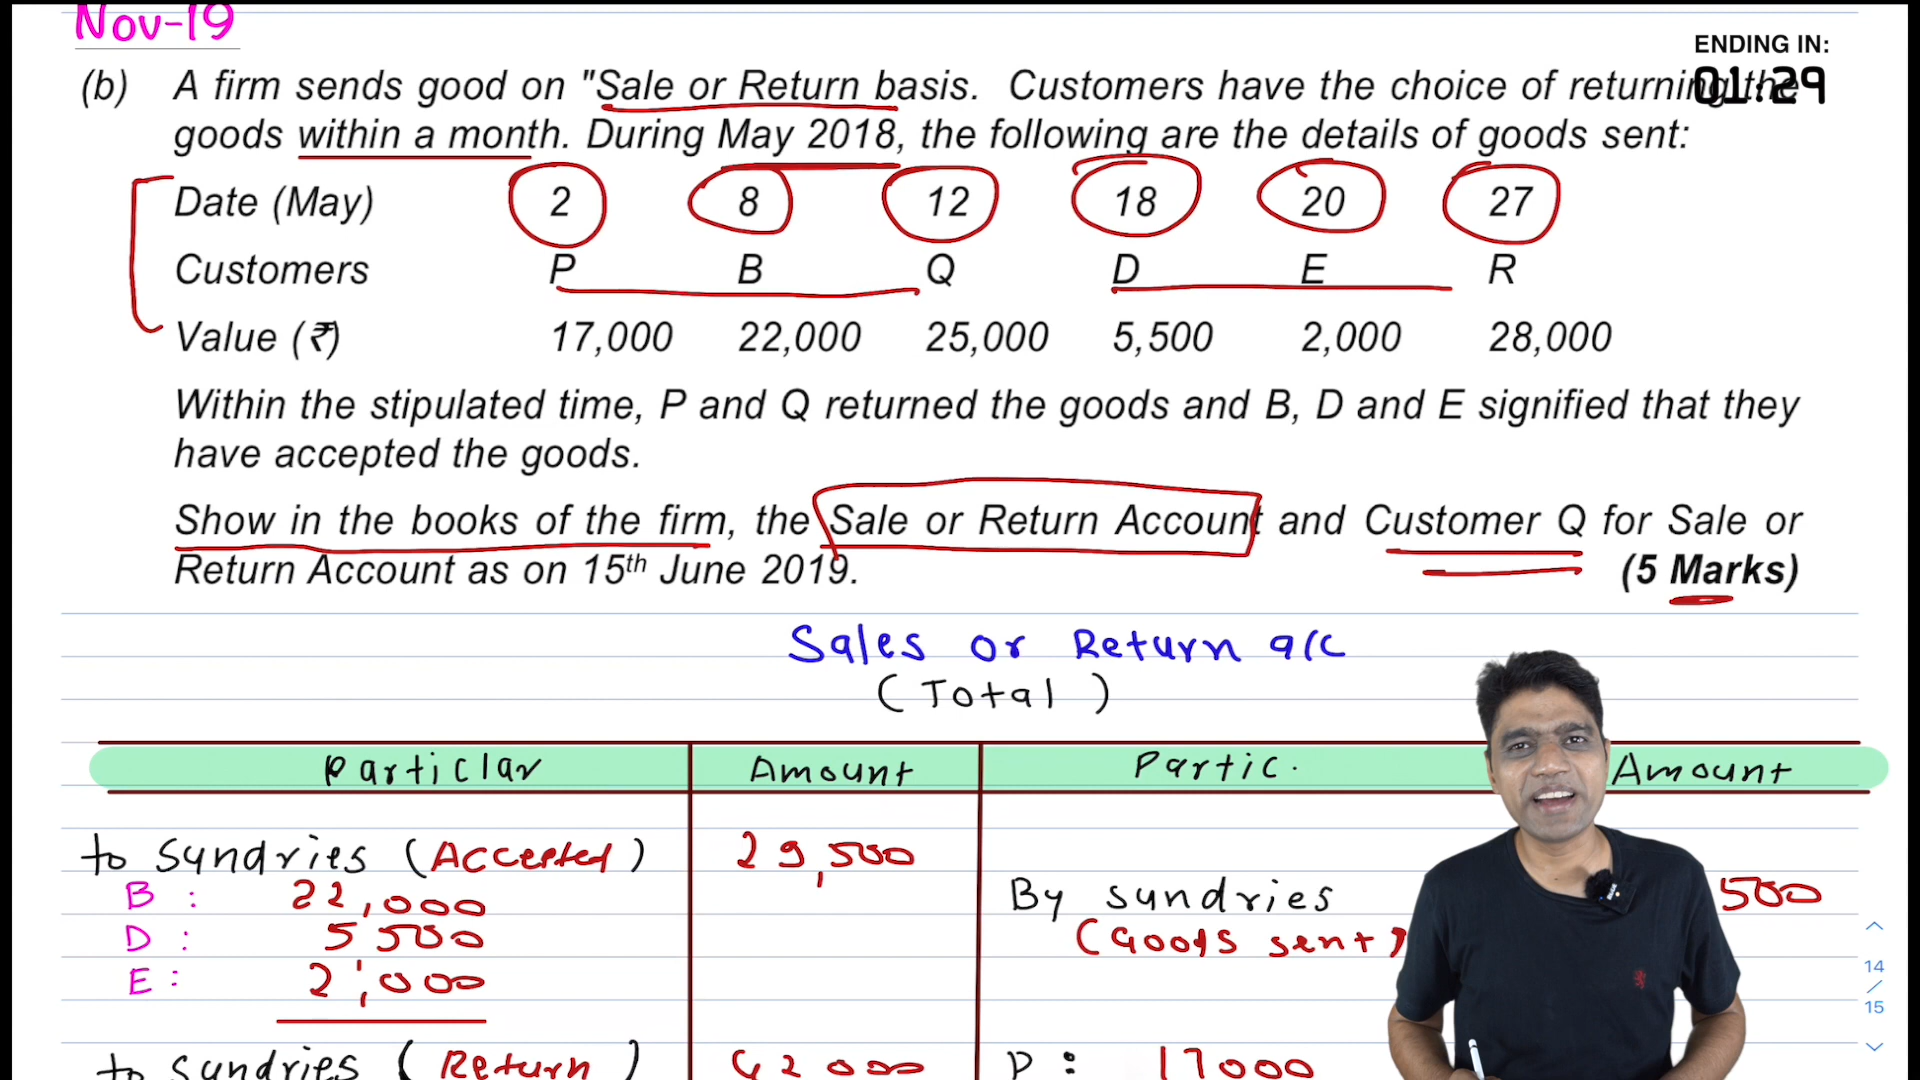 Nov-19
ENDING IN:
01:29
(b) A firm sends good on "Sale or Return basis. Customers have the choice of returning the
goods within a month. During May 2018, the following are the details of goods sent:
Date (May) 2 8 12 18 20 27
Customers P B Q D E R
Value (₹) 17,000 22,000 25,000 5,500 2,000 28,000
Within the stipulated time, P and Q returned the goods and B, D and E signified that they
have accepted the goods.
Show in the books of the firm, the Sale or Return Account and Customer Q for Sale or
Return Account as on 15th June 2019. (5 Marks)
Sales or Return a/c
(Total)
Particlar Amount Partic. Amount
to Sundries (Accepted) 29,500
By sundries 500
B : 22,000
(Goods sent)
D : 5500
E : 2,000
to sundries (Return) 42000 P : 17000
14
/
15